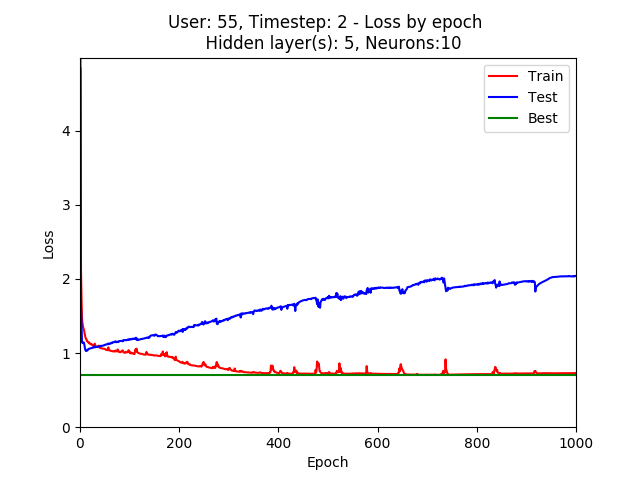 User: 55, Timestep: 2 - Loss by epoch
Hidden layer(s): 5, Neurons:10
Train
Test
Best
Loss
4
3
2
1
0
0 200 400 600 800 1000
Epoch